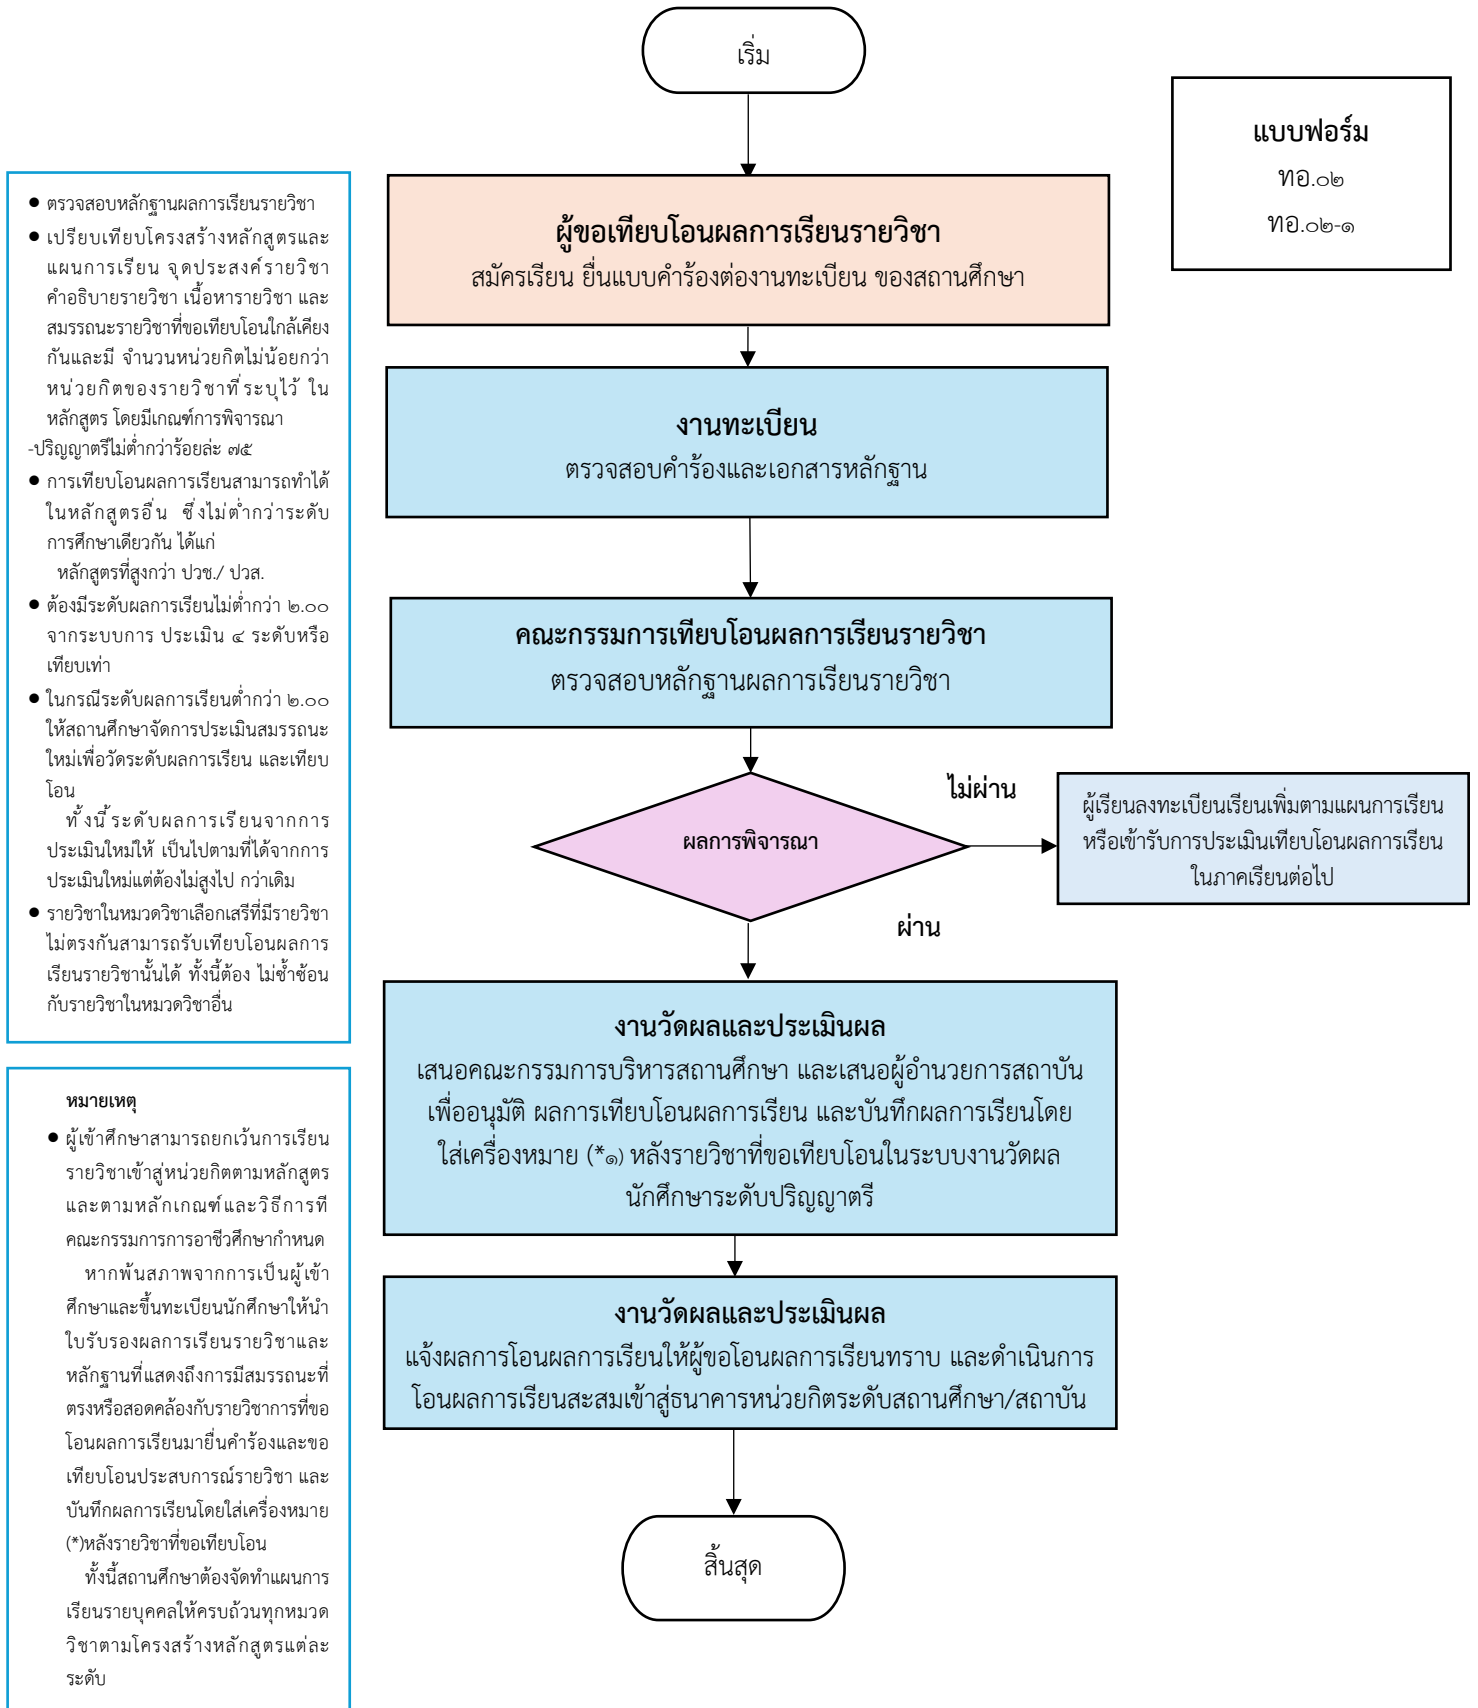 เริ่ม
แบบฟอร์ม
ทอ.๐๒
ทอ.๐๒-๑
ผู้ขอเทียบโอนผลการเรียนรายวิชา
สมัครเรียน ยื่นแบบคำร้องต่องานทะเบียน ของสถานศึกษา
งานทะเบียน
ตรวจสอบคำร้องและเอกสารหลักฐาน
คณะกรรมการเทียบโอนผลการเรียนรายวิชา
ตรวจสอบหลักฐานผลการเรียนรายวิชา
ผลการพิจารณา
ไม่ผ่าน
ผู้เรียนลงทะเบียนเรียนเพิ่มตามแผนการเรียน
หรือเข้ารับการประเมินเทียบโอนผลการเรียน
ในภาคเรียนต่อไป
ผ่าน
งานวัดผลและประเมินผล
เสนอคณะกรรมการบริหารสถานศึกษา และเสนอผู้อำนวยการสถาบัน
เพื่ออนุมัติ ผลการเทียบโอนผลการเรียน และบันทึกผลการเรียนโดย
ใส่เครื่องหมาย (*๑) หลังรายวิชาที่ขอเทียบโอนในระบบงานวัดผล
นักศึกษาระดับปริญญาตรี
งานวัดผลและประเมินผล
แจ้งผลการโอนผลการเรียนให้ผู้ขอโอนผลการเรียนทราบ และดำเนินการ
โอนผลการเรียนสะสมเข้าสู่ธนาคารหน่วยกิตระดับสถานศึกษา/สถาบัน
สิ้นสุด
● ตรวจสอบหลักฐานผลการเรียนรายวิชา
● เปรียบเทียบโครงสร้างหลักสูตรและ
แผนการเรียน จุดประสงค์รายวิชา
คำอธิบายรายวิชา เนื้อหารายวิชา และ
สมรรถนะรายวิชาที่ขอเทียบโอนใกล้เคียง
กันและมี จำนวนหน่วยกิตไม่น้อยกว่า
หน่วยกิตของรายวิชาที่ระบุไว้ ใน
หลักสูตร โดยมีเกณฑ์การพิจารณา
-ปริญญาตรีไม่ต่ำกว่าร้อยล่ะ ๗๕
● การเทียบโอนผลการเรียนสามารถทำได้
ในหลักสูตรอื่น ซึ่งไม่ต่ำกว่าระดับ
การศึกษาเดียวกัน ได้แก่
หลักสูตรที่สูงกว่า ปวช./ ปวส.
● ต้องมีระดับผลการเรียนไม่ต่ำกว่า ๒.๐๐
จากระบบการ ประเมิน ๔ ระดับหรือ
เทียบเท่า
● ในกรณีระดับผลการเรียนต่ำกว่า ๒.๐๐
ให้สถานศึกษาจัดการประเมินสมรรถนะ
ใหม่เพื่อวัดระดับผลการเรียน และเทียบ
โอน
ทั้งนี้ระดับผลการเรียนจากการ
ประเมินใหม่ให้ เป็นไปตามที่ได้จากการ
ประเมินใหม่แต่ต้องไม่สูงไป กว่าเดิม
● รายวิชาในหมวดวิชาเลือกเสรีที่มีรายวิชา
ไม่ตรงกันสามารถรับเทียบโอนผลการ
เรียนรายวิชานั้นได้ ทั้งนี้ต้อง ไม่ซ้ำซ้อน
กับรายวิชาในหมวดวิชาอื่น
หมายเหตุ
● ผู้เข้าศึกษาสามารถยกเว้นการเรียน
รายวิชาเข้าสู่หน่วยกิตตามหลักสูตร
และตามหลักเกณฑ์และวิธีการที
คณะกรรมการการอาชีวศึกษากำหนด
หากพ้นสภาพจากการเป็นผู้เข้า
ศึกษาและขึ้นทะเบียนนักศึกษาให้นำ
ใบรับรองผลการเรียนรายวิชาและ
หลักฐานที่แสดงถึงการมีสมรรถนะที่
ตรงหรือสอดคล้องกับรายวิชาการที่ขอ
โอนผลการเรียนมายื่นคำร้องและขอ
เทียบโอนประสบการณ์รายวิชา และ
บันทึกผลการเรียนโดยใส่เครื่องหมาย
(*)หลังรายวิชาที่ขอเทียบโอน
ทั้งนี้สถานศึกษาต้องจัดทำแผนการ
เรียนรายบุคคลให้ครบถ้วนทุกหมวด
วิชาตามโครงสร้างหลักสูตรแต่ละ
ระดับ